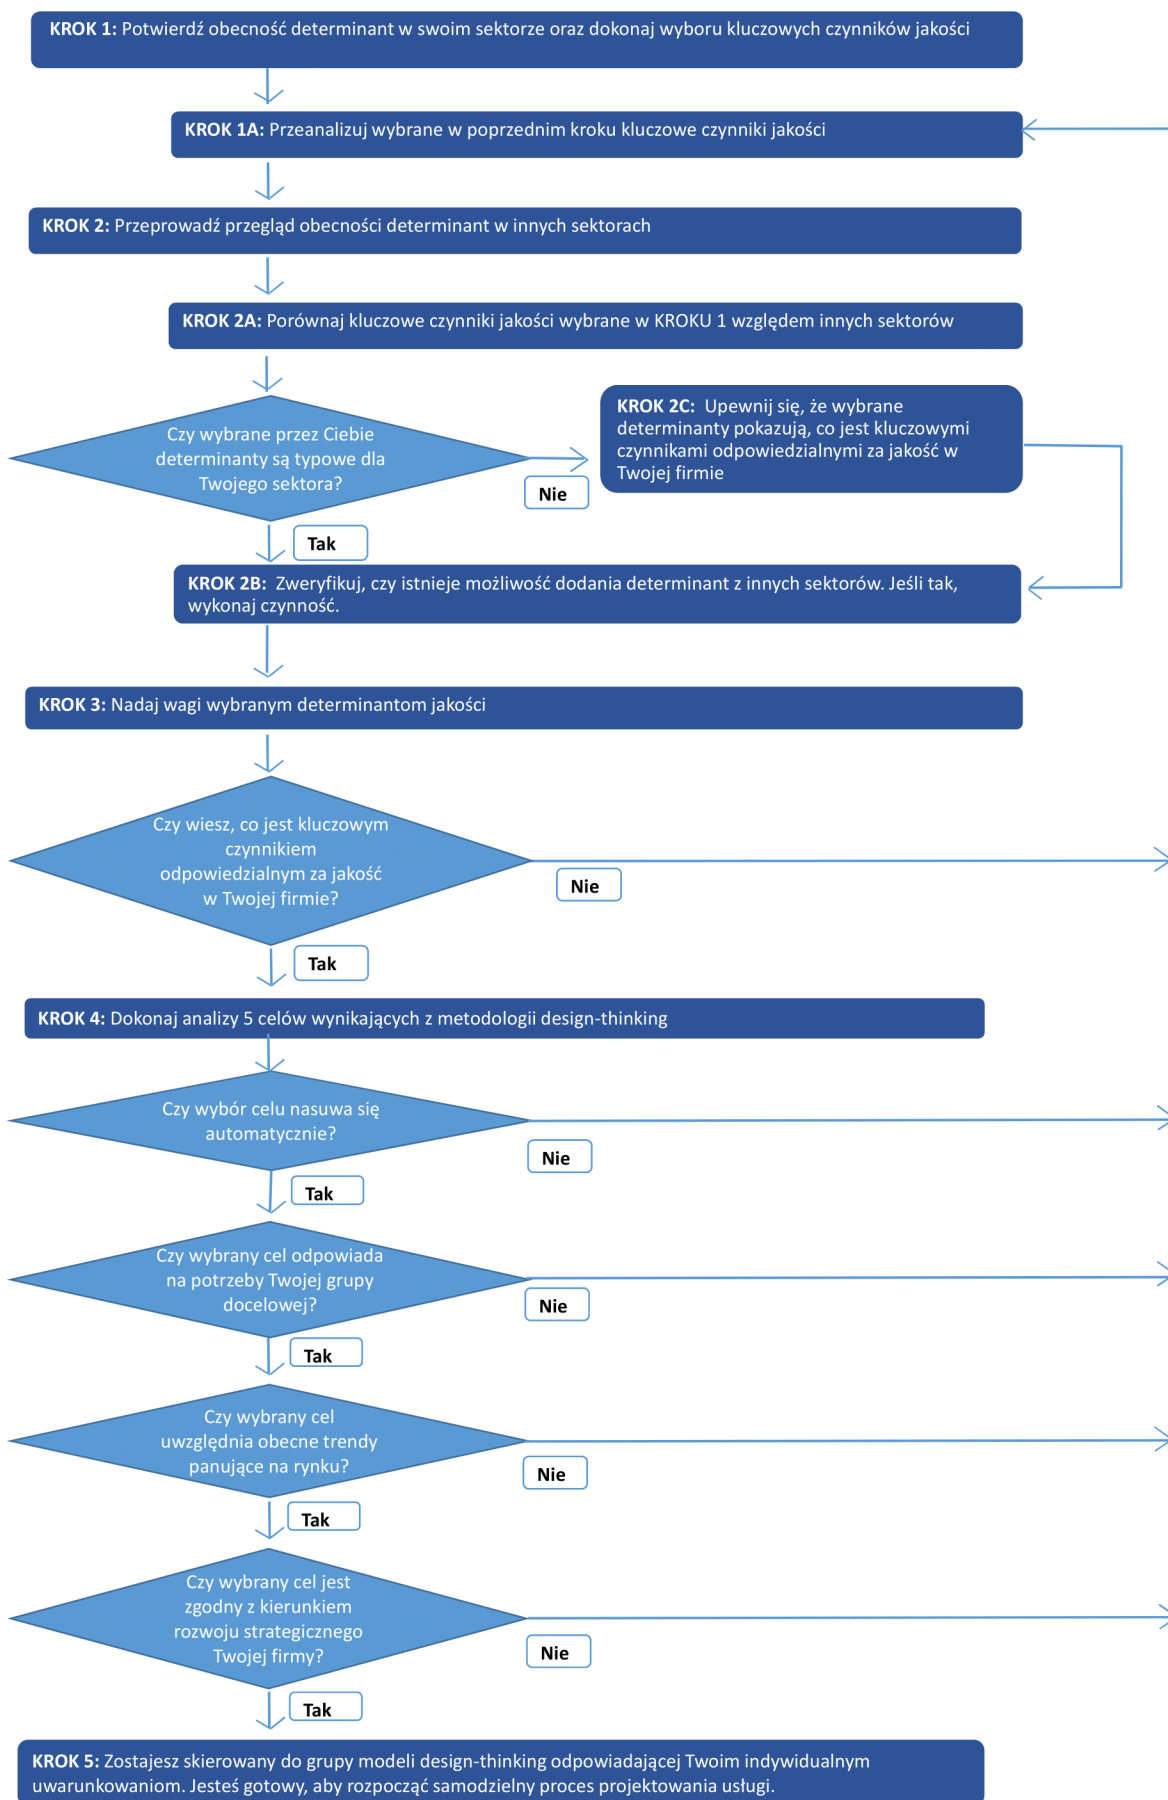 KROK 1: Potwierdź obecność determinant w swoim sektorze oraz dokonaj wyboru kluczowych czynników jakości
KROK 1A: Przeanalizuj wybrane w poprzednim kroku kluczowe czynniki jakości
KROK 2: Przeprowadź przegląd obecności determinant w innych sektorach
KROK 2A: Porównaj kluczowe czynniki jakości wybrane w KROKU 1 względem innych sektorów
Czy wybrane przez Ciebie
determinanty są typowe dla
Twojego sektora?
Nie
KROK 2C: Upewnij się, że wybrane
determinanty pokazują, co jest kluczowymi
czynnikami odpowiedzialnymi za jakość w
Twojej firmie
Tak
KROK 2B: Zweryfikuj, czy istnieje możliwość dodania determinant z innych sektorów. Jeśli tak,
wykonaj czynność.
KROK 3: Nadaj wagi wybranym determinantom jakości
Czy wiesz, co jest kluczowym
czynnikiem
odpowiedzialnym za jakość
w Twojej firmie?
Nie
Tak
KROK 4: Dokonaj analizy 5 celów wynikających z metodologii design-thinking
Czy wybór celu nasuwa się
automatycznie?
Nie
Tak
Czy wybrany cel odpowiada
na potrzeby Twojej grupy
docelowej?
Nie
Tak
Czy wybrany cel
uwzględnia obecne trendy
panujące na rynku?
Nie
Tak
Czy wybrany cel jest
zgodny z kierunkiem
rozwoju strategicznego
Twojej firmy?
Nie
Tak
KROK 5: Zostajesz skierowany do grupy modeli design-thinking odpowiadającej Twoim indywidualnym
uwarunkowaniom. Jesteś gotowy, aby rozpocząć samodzielny proces projektowania usługi.